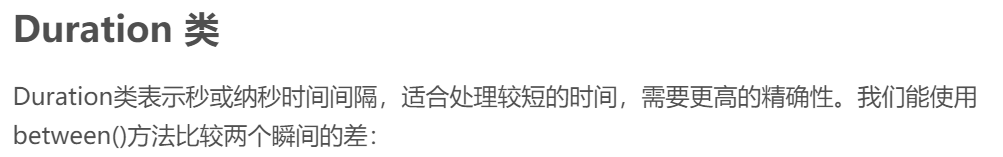 Duration 类
Duration类表示秒或纳秒时间间隔，适合处理较短的时间，需要更高的精确性。我们能使用
between()方法比较两个瞬间的差：